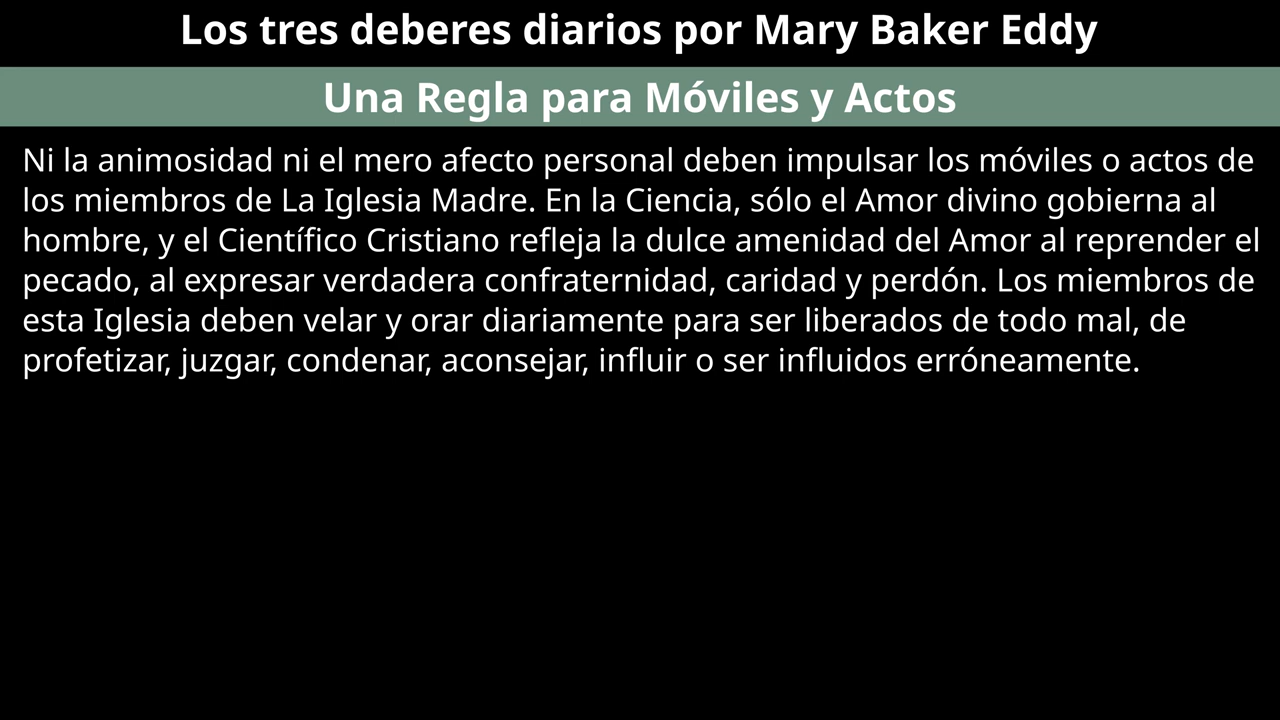 Los tres deberes diarios por Mary Baker Eddy
Una Regla para Móviles y Actos
Ni la animosidad ni el mero afecto personal deben impulsar los móviles o actos de
los miembros de La Iglesia Madre. En la Ciencia, sólo el Amor divino gobierna al
hombre, y el Científico Cristiano refleja la dulce amenidad del Amor al reprender el
pecado, al expresar verdadera confraternidad, caridad y perdón. Los miembros de
esta Iglesia deben velar y orar diariamente para ser liberados de todo mal, de
profetizar, juzgar, condenar, aconsejar, influir o ser influidos erróneamente.